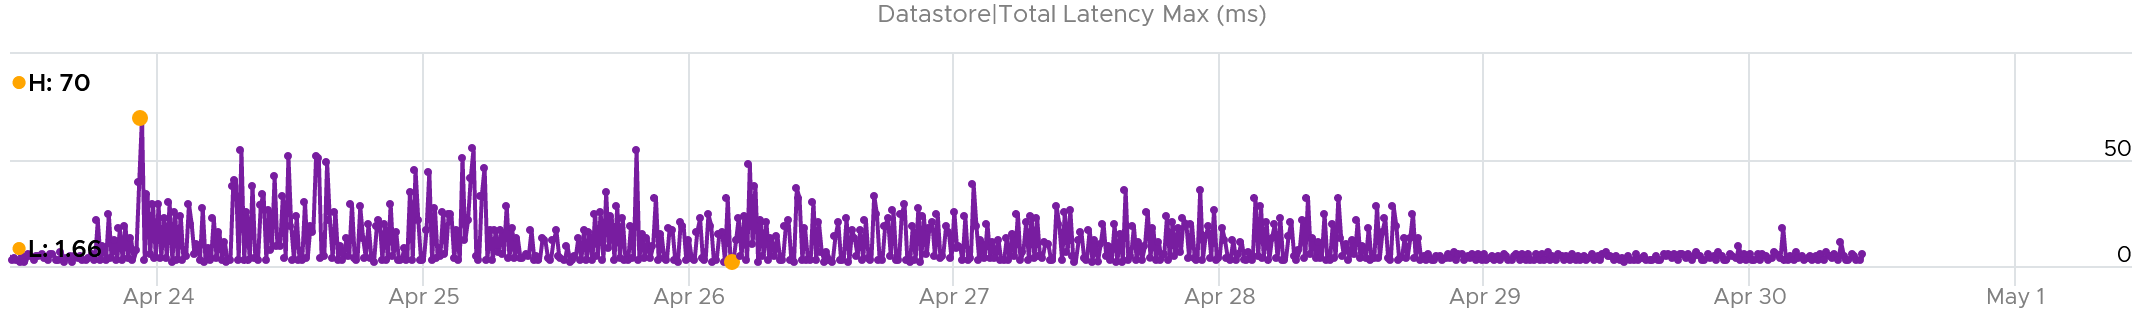 Datastore|Total Latency Max (ms)
H: 70
50
L: 1.66
0
Apr 24 Apr 25 Apr 26 Apr 27 Apr 28 Apr 29 Apr 30 May 1